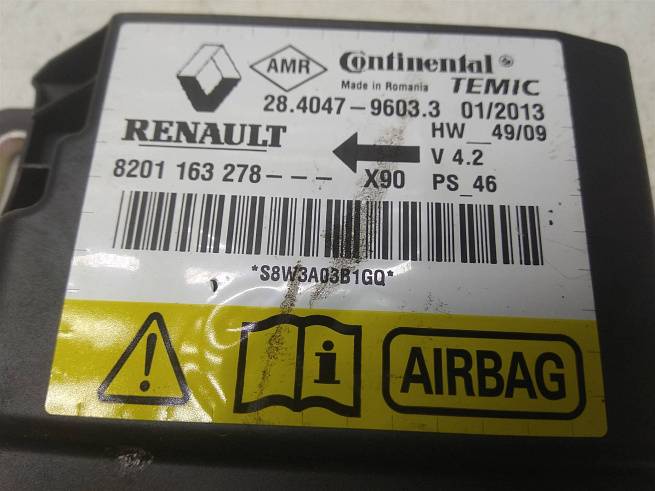 AMR
Continental
Made in Romania TEMIC
28.4047-9603.3 01/2013
RENAULT
HW__49/09
V 4.2
8201 163 278--- X90 PS_46
*S8W3A03B1GQ*
! i AIRBAG